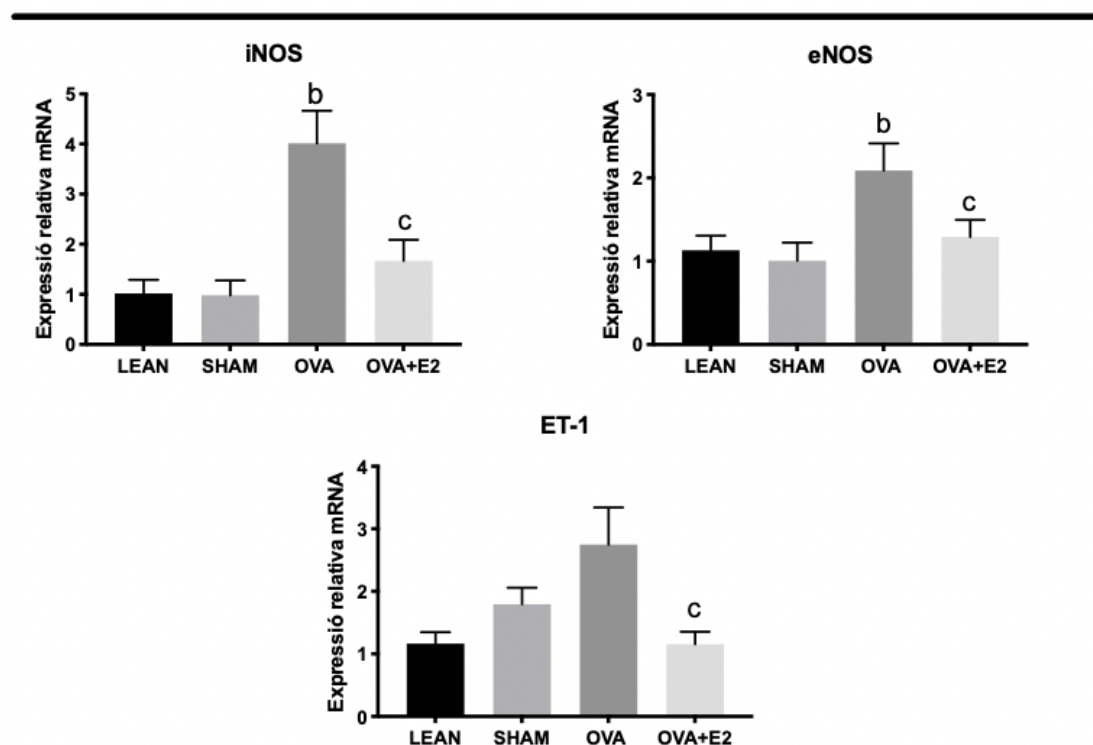 iNOS
Expressió relativa mRNA
5
4
3
2
1
0
b
c
LEAN SHAM OVA OVA+E2
eNOS
Expressió relativa mRNA
3
2
1
0
b
c
LEAN SHAM OVA OVA+E2
ET-1
Expressió relativa mRNA
4
3
2
1
0
c
LEAN SHAM OVA OVA+E2